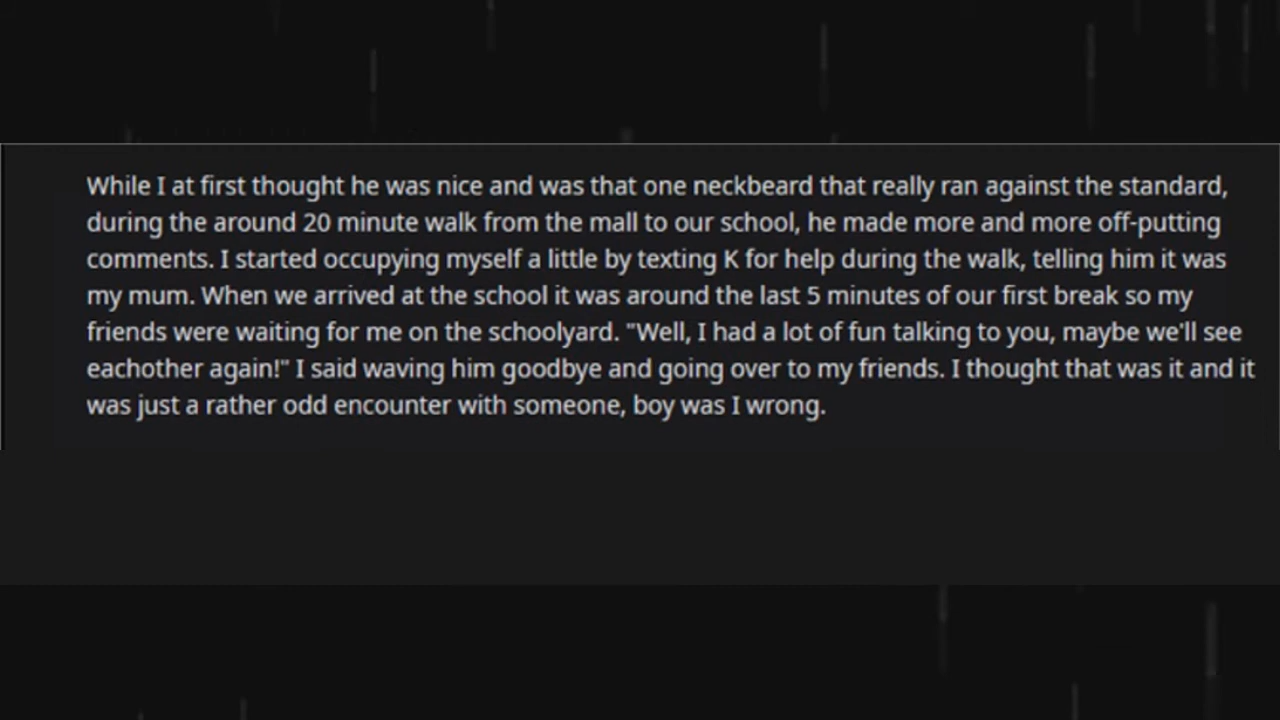 While I at first thought he was nice and was that one neckbeard that really ran against the standard,
during the around 20 minute walk from the mall to our school, he made more and more off-putting
comments. I started occupying myself a little by texting K for help during the walk, telling him it was
my mum. When we arrived at the school it was around the last 5 minutes of our first break so my
friends were waiting for me on the schoolyard. "Well, I had a lot of fun talking to you, maybe we'll see
eachother again!" I said waving him goodbye and going over to my friends. I thought that was it and it
was just a rather odd encounter with someone, boy was I wrong.